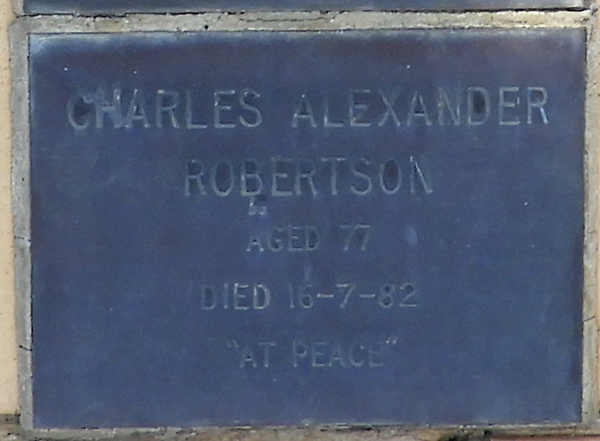 CHARLES ALEXANDER
ROBERTSON
AGED 77
DIED 16-7-82
"AT PEACE"